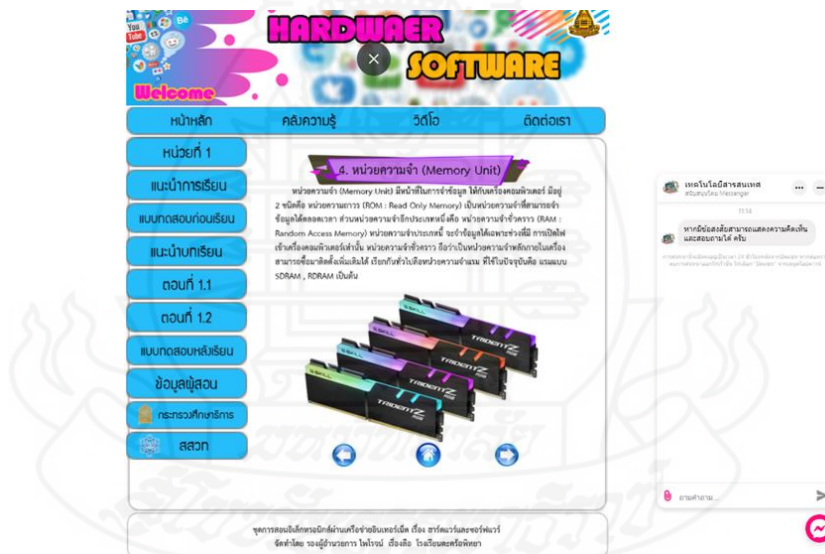 You Tube
Bē
HARDWAER
SOFTWARE
Welcome
หน้าหลัก
คลังความรู้
วิดีโอ
ติดต่อเรา
หน่วยที่ 1
แนะนำการเรียน
แบบทดสอบก่อนเรียน
แนะนำบทเรียน
ตอนที่ 1.1
ตอนที่ 1.2
แบบทดสอบหลังเรียน
ข้อมูลผู้สอน
กระทรวงศึกษาธิการ
สสวท
4. หน่วยความจำ (Memory Unit)
หน่วยความจำ (Memory Unit) มีหน้าที่ในการจำข้อมูล ให้กับเครื่องคอมพิวเตอร์ มีอยู่
2 ชนิดคือ หน่วยความถาวร (ROM : Read Only Memory) เป็นหน่วยความจำที่สามารถจำ
ข้อมูลได้ตลอดเวลา ส่วนหน่วยความจำอีกประเภทหนึ่งคือ หน่วยความจำชั่วคราว (RAM :
Random Access Memory) หน่วยความจำประเภทนี้ จะจำข้อมูลได้เฉพาะช่วงที่มี การเปิดไฟ
เข้าเครื่องคอมพิวเตอร์เท่านั้น หน่วยความจำชั่วคราว ถือว่าเป็นหน่วยความจำหลักภายในเครื่อง
สามารถซื้อมาติดตั้งเพิ่มเติมได้ เรียกกันทั่วไปคือหน่วยความจำแรม ที่ใช้ในปัจจุบันคือ แรมแบบ
SDRAM , RDRAM เป็นต้น
G.SKILL
TRIDENT Z
G.SKILL
TRIDENT Z
G.SKILL
TRIDENT Z
G.SKILL
TRIDENT Z
ชุดการสอนอิเล็กทรอนิกส์ผ่านเครือข่ายอินเทอร์เน็ต เรื่อง ฮาร์ดแวร์และซอฟแวร์
จัดทำโดย รองผู้อำนวยการ ไพโรจน์ เรื่องลือ โรงเรียนตะคร้อพิทยา
เทคโนโลยีสารสนเทศ
สนับสนุนโดย Messenger
11:14
หากมีข้อสงสัยสามารถแสดงความคิดเห็น
และสอบถามได้ ครับ
ถามคำถาม...